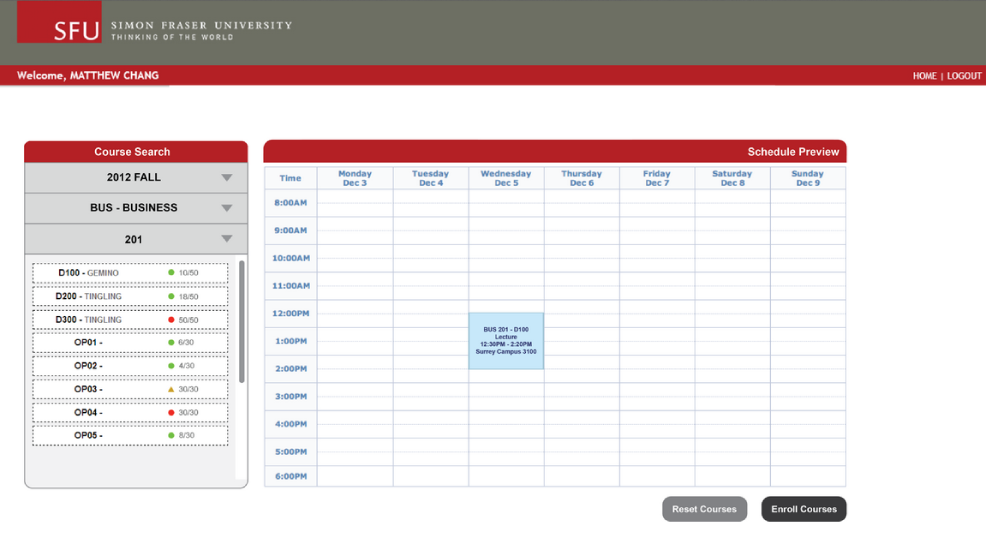 SFU SIMON FRASER UNIVERSITY
THINKING OF THE WORLD
Welcome, MATTHEW CHANG
HOME | LOGOUT
Course Search
2012 FALL
BUS - BUSINESS
201
D100 - GEMINO 10/50
D200 - TINGLING 18/50
D300 - TINGLING 50/50
OP01 - 6/30
OP02 - 4/30
OP03 - 30/30
OP04 - 30/30
OP05 - 8/30
Schedule Preview
Time
Monday
Dec 3
Tuesday
Dec 4
Wednesday
Dec 5
Thursday
Dec 6
Friday
Dec 7
Saturday
Dec 8
Sunday
Dec 9
8:00AM
9:00AM
10:00AM
11:00AM
12:00PM
1:00PM
2:00PM
3:00PM
4:00PM
5:00PM
6:00PM
BUS 201 - D100
Lecture
12:30PM - 2:20PM
Surrey Campus 3100
Reset Courses
Enroll Courses